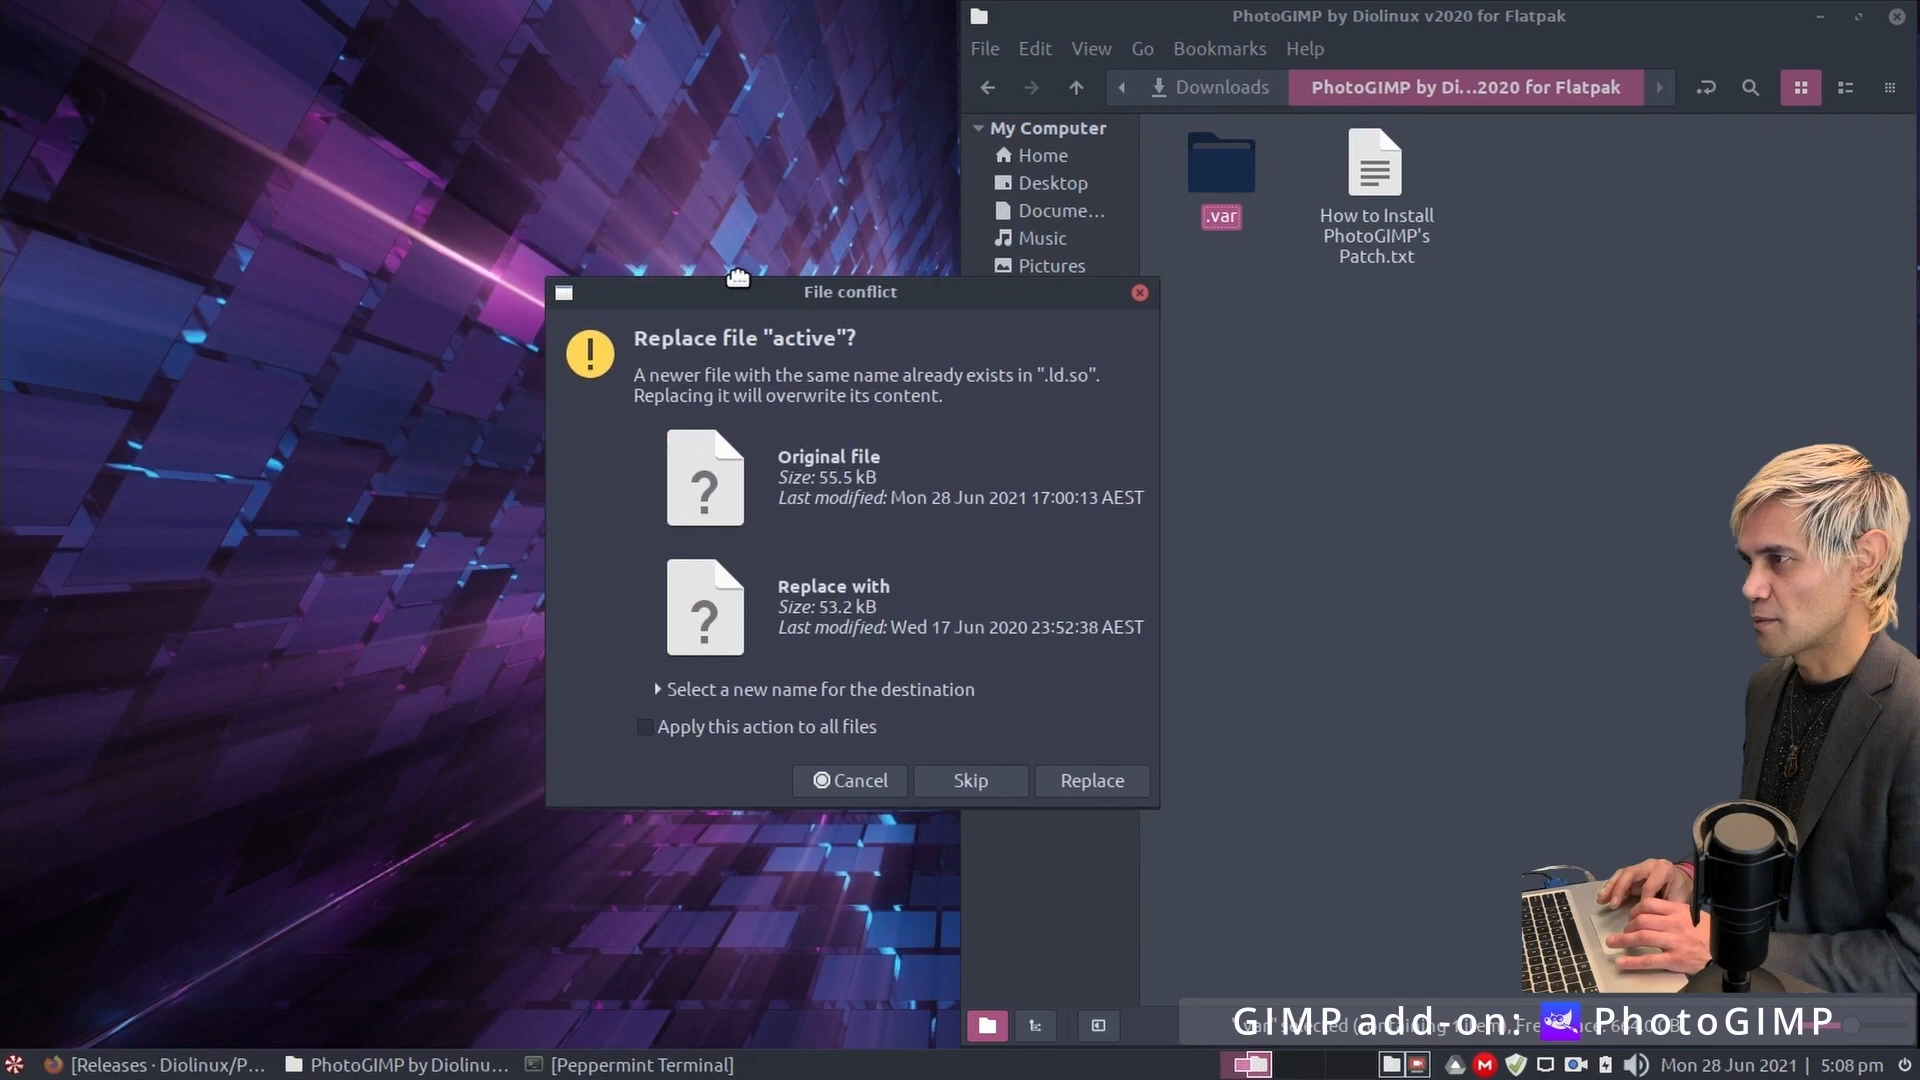 PhotoGIMP by Diolinux v2020 for Flatpak
File Edit View Go Bookmarks Help
Downloads PhotoGIMP by Di...2020 for Flatpak
My Computer
Home
Desktop
Docume...
Music
Pictures
.var
How to Install
PhotoGIMP's
Patch.txt
File conflict
Replace file "active"?
A newer file with the same name already exists in ".ld.so".
Replacing it will overwrite its content.
Original file
Size: 55.5 kB
Last modified: Mon 28 Jun 2021 17:00:13 AEST
Replace with
Size: 53.2 kB
Last modified: Wed 17 Jun 2020 23:52:38 AEST
Select a new name for the destination
Apply this action to all files
Cancel Skip Replace
GIMP add-on: PhotoGIMP
[Releases · Diolinux/P... PhotoGIMP by Diolinu... [Peppermint Terminal] Mon 28 Jun 2021 | 5:08 pm